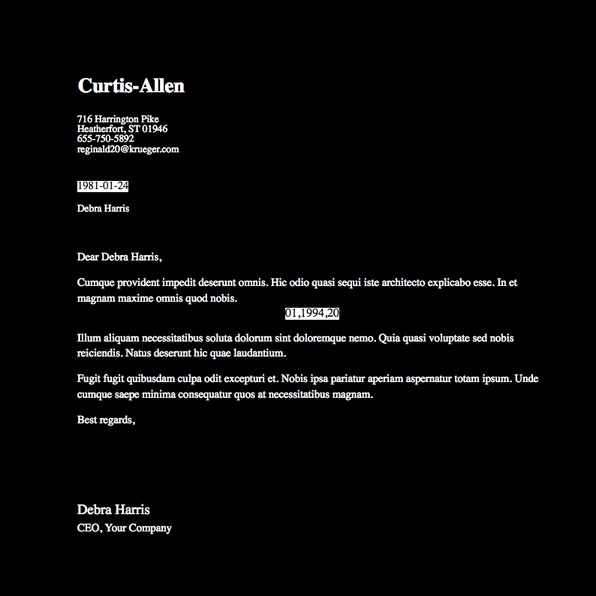 Curtis-Allen
716 Harrington Pike
Heatherfort, ST 01946
655-750-5892
reginald20@krueger.com
1981-01-24
Debra Harris
Dear Debra Harris,
Cumque provident impedit deserunt omnis. Hic odio quasi sequi iste architecto explicabo esse. In et
magnam maxime omnis quod nobis.
01,1994,20
Illum aliquam necessitatibus soluta dolorum sint doloremque nemo. Quia quasi voluptate sed nobis
reiciendis. Natus deserunt hic quae laudantium.
Fugit fugit quibusdam culpa odit excepturi et. Nobis ipsa pariatur aperiam aspernatur totam ipsum. Unde
cumque saepe minima consequatur quos at necessitatibus magnam.
Best regards,
Debra Harris
CEO, Your Company